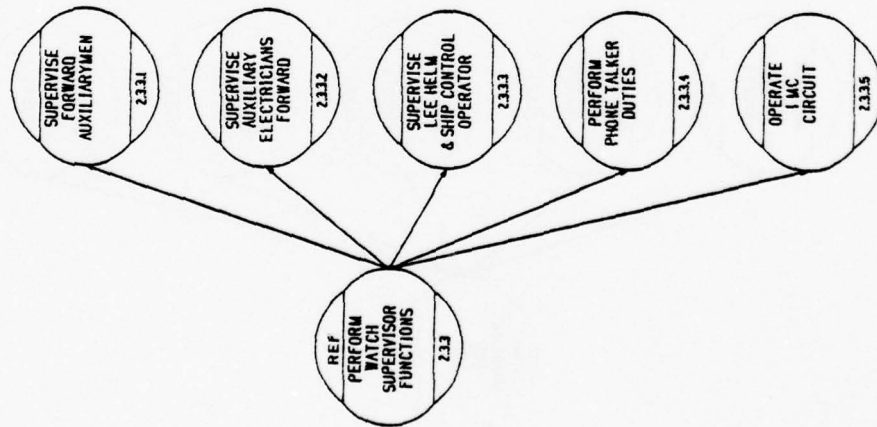 REF
PERFORM
WATCH
SUPERVISOR
FUNCTIONS
2.3.3
SUPERVISE
FORWARD
AUXILIARYMEN
2.3.3.1
SUPERVISE
AUXILIARY
ELECTRICIANS
FORWARD
2.3.3.2
SUPERVISE
LEE HELM
& SHIP CONTROL
OPERATOR
2.3.3.3
PERFORM
PHONE TALKER
DUTIES
2.3.3.4
OPERATE
1 MC
CIRCUIT
2.3.3.5